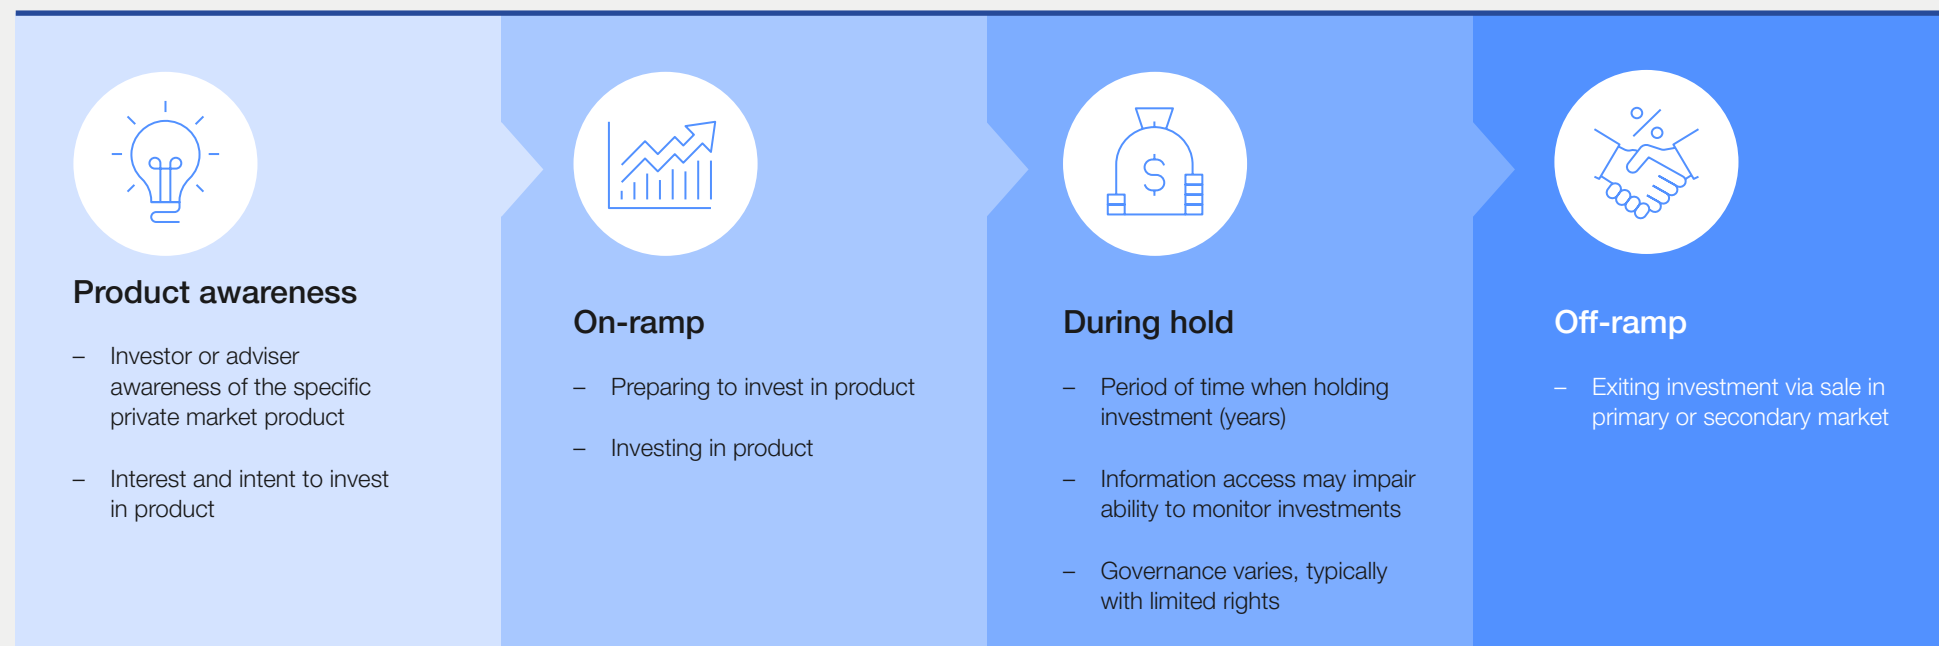 Product awareness
– Investor or adviser
awareness of the specific
private market product
– Interest and intent to invest
in product
On-ramp
– Preparing to invest in product
– Investing in product
During hold
– Period of time when holding
investment (years)
– Information access may impair
ability to monitor investments
– Governance varies, typically
with limited rights
Off-ramp
– Exiting investment via sale in
primary or secondary market